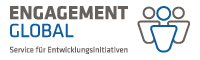 ENGAGEMENT
GLOBAL
Service für Entwicklungsinitiativen